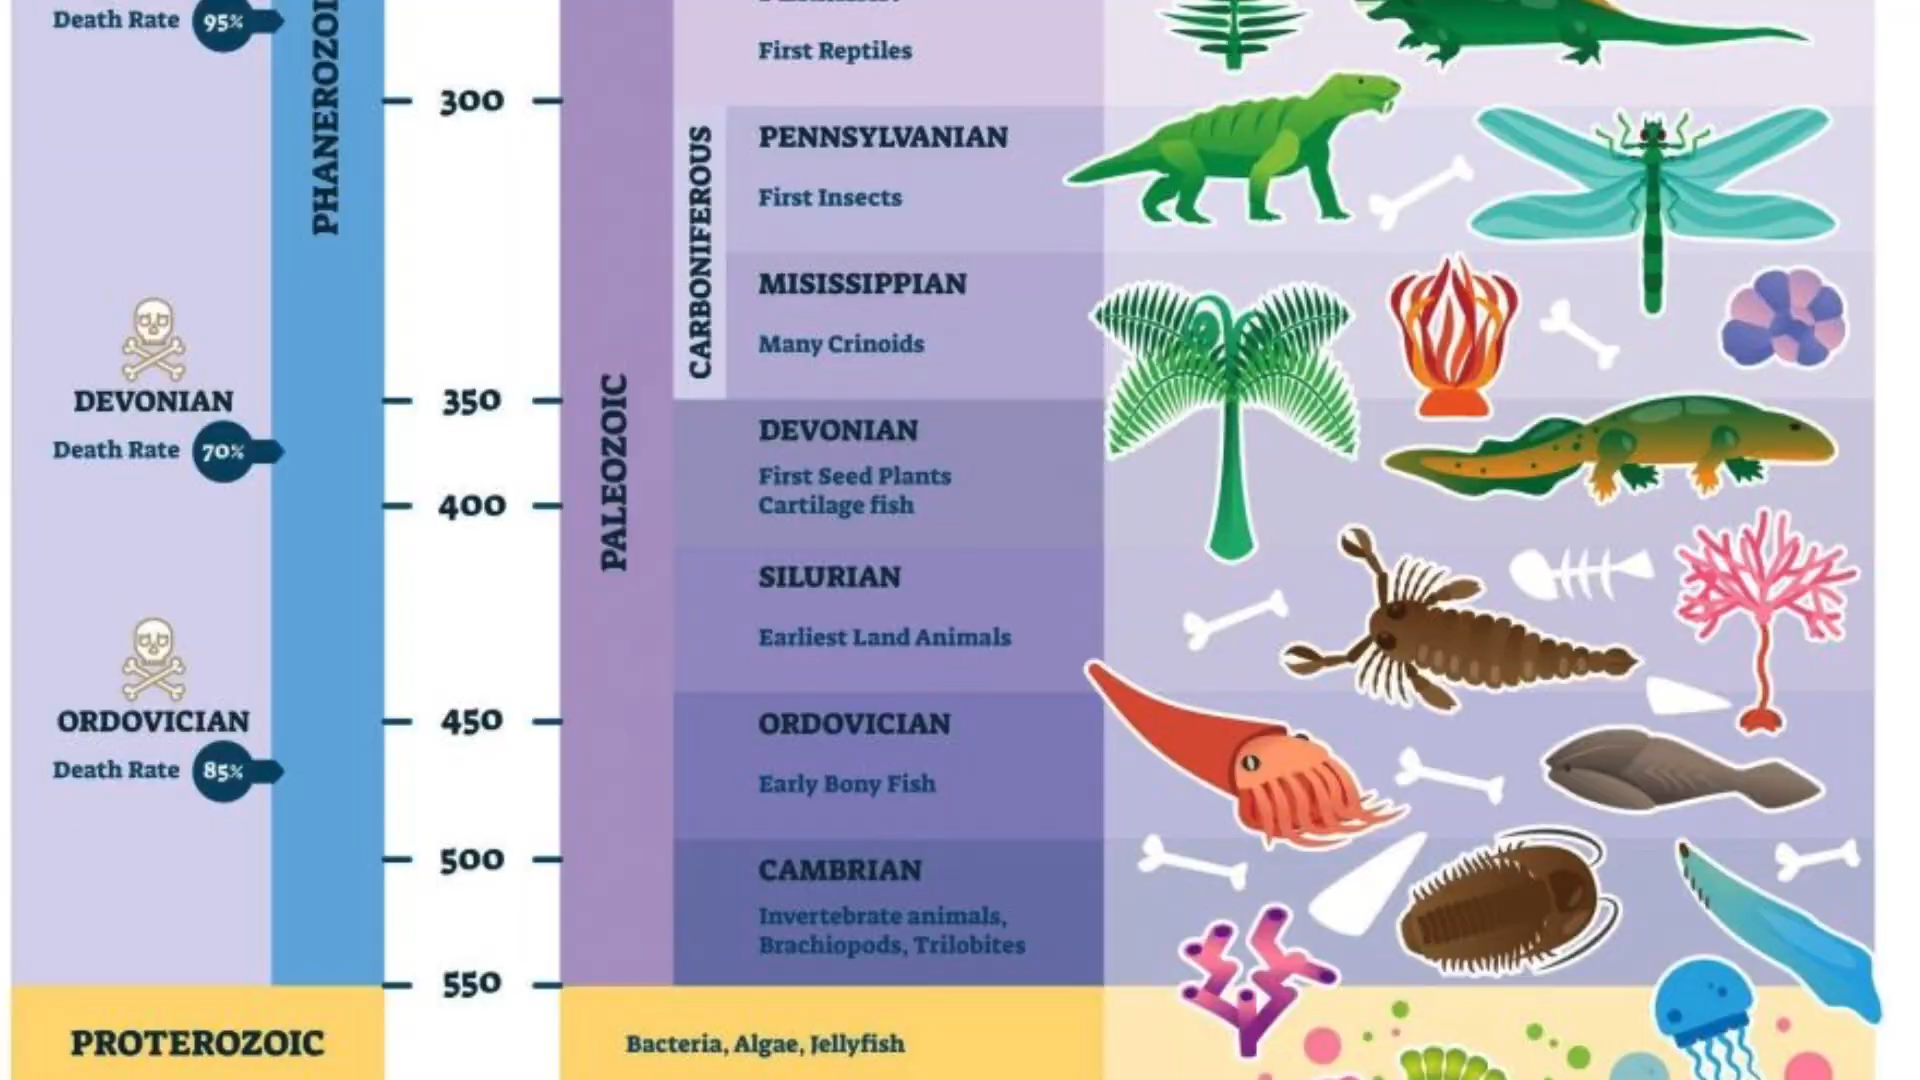 Death Rate 95%
PHANEROZOI
First Reptiles
300
CARBONIFEROUS
PENNSYLVANIAN
First Insects
MISISSIPPIAN
Many Crinoids
DEVONIAN
Death Rate 70%
350
PALEOZOIC
DEVONIAN
First Seed Plants
Cartilage fish
400
SILURIAN
Earliest Land Animals
ORDOVICIAN
Death Rate 85%
450
ORDOVICIAN
Early Bony Fish
500
CAMBRIAN
Invertebrate animals,
Brachiopods, Trilobites
550
PROTEROZOIC
Bacteria, Algae, Jellyfish